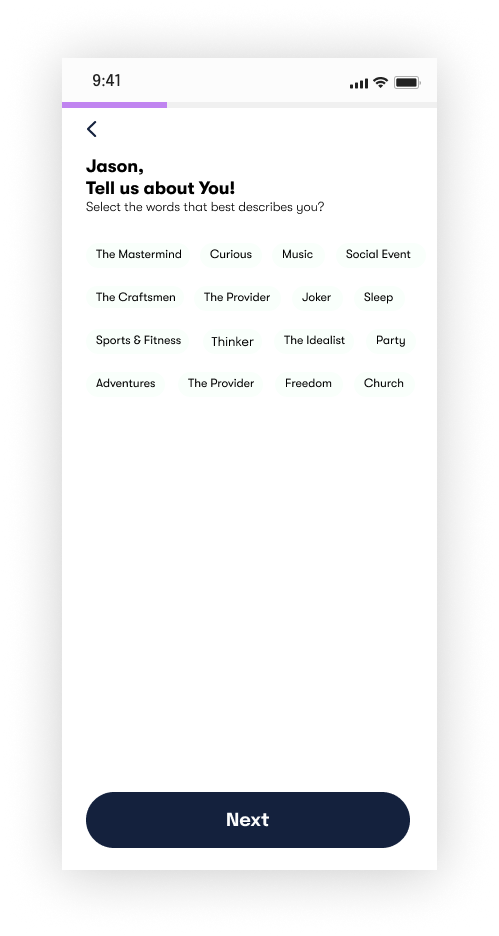 9:41
Jason,
Tell us about You!
Select the words that best describes you?
The Mastermind Curious Music Social Event
The Craftsmen The Provider Joker Sleep
Sports & Fitness Thinker The Idealist Party
Adventures The Provider Freedom Church
Next